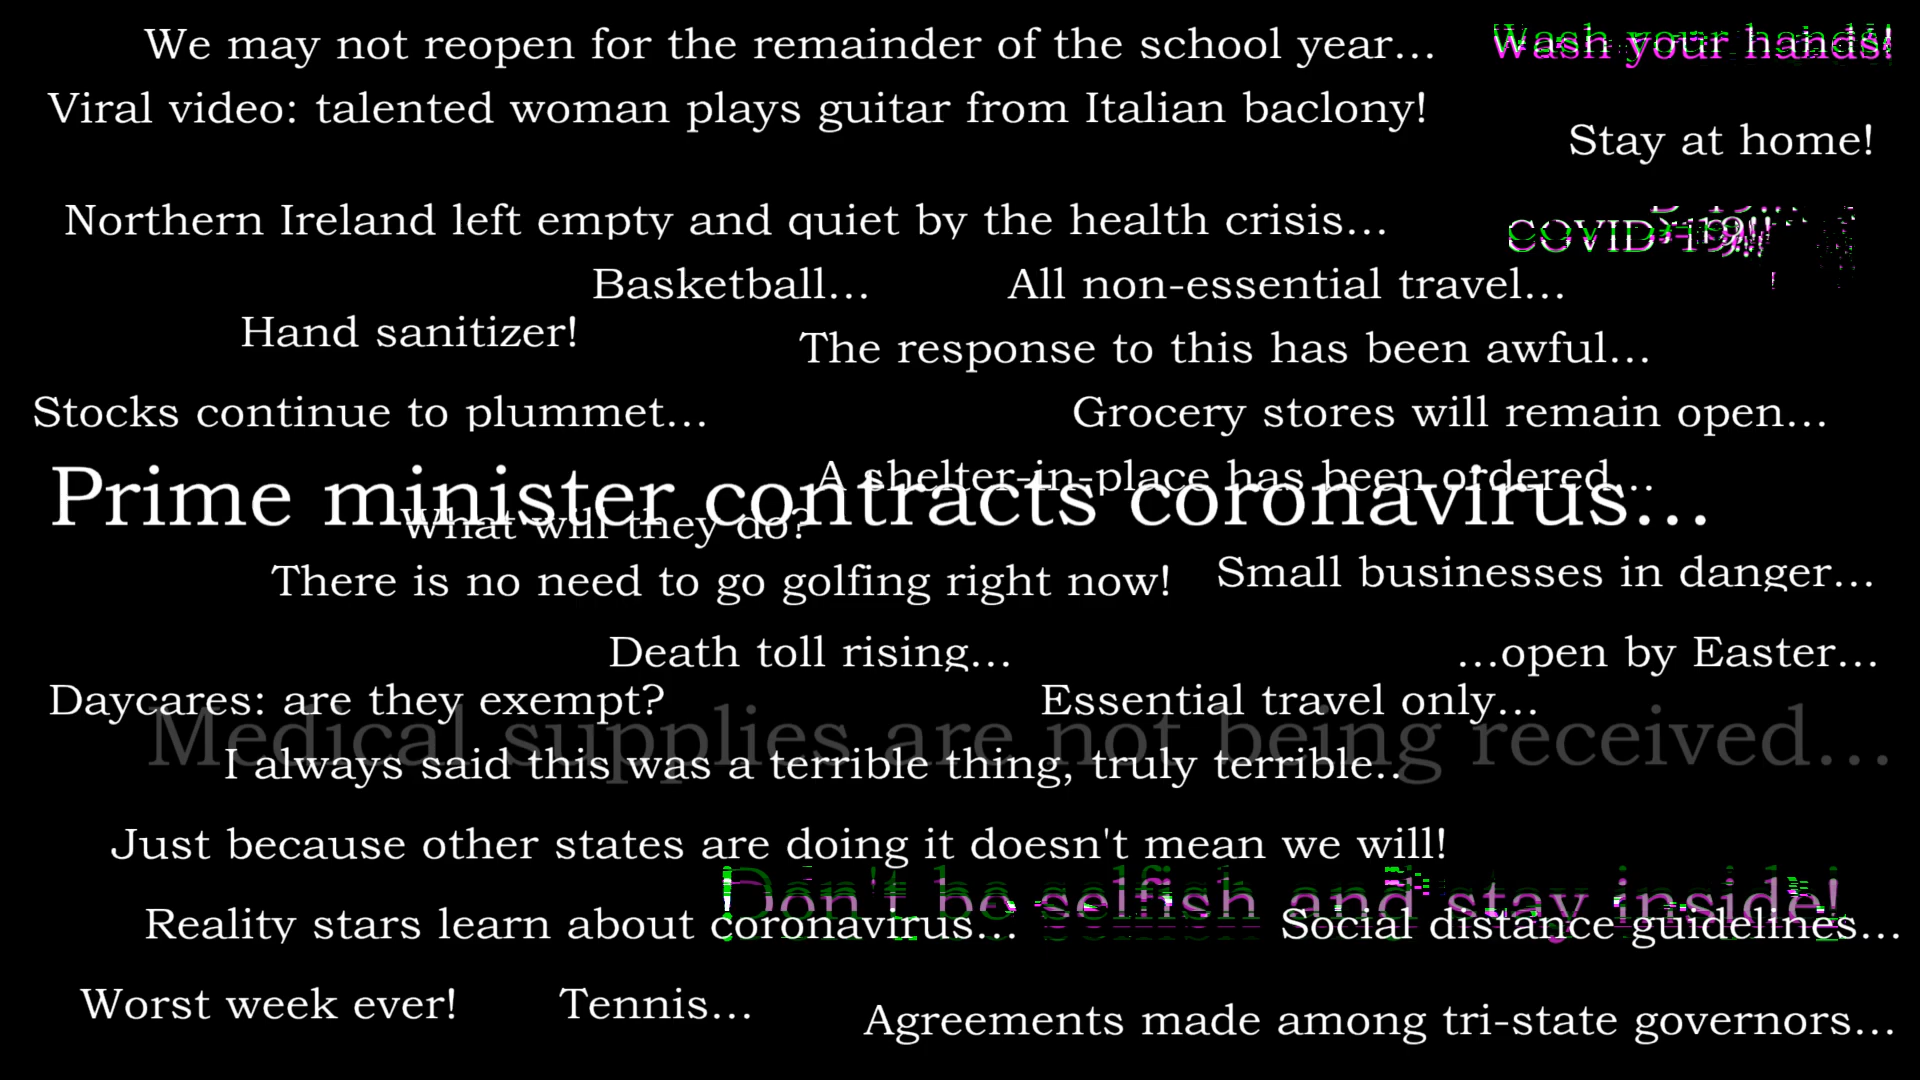 We may not reopen for the remainder of the school year...
Wash your hands!
Viral video: talented woman plays guitar from Italian baclony!
Stay at home!
Northern Ireland left empty and quiet by the health crisis...
COVID-19!!
Basketball...
All non-essential travel...
Hand sanitizer!
The response to this has been awful...
Stocks continue to plummet...
Grocery stores will remain open...
A shelter-in-place has been ordered...
Prime minister contracts coronavirus...
What will they do?
There is no need to go golfing right now!
Small businesses in danger...
Death toll rising...
...open by Easter...
Daycares: are they exempt?
Essential travel only...
Medical supplies are not being received...
I always said this was a terrible thing, truly terrible..
Just because other states are doing it doesn't mean we will!
Don't be selfish and stay inside!
Reality stars learn about coronavirus...
Social distance guidelines...
Worst week ever!
Tennis...
Agreements made among tri-state governors...